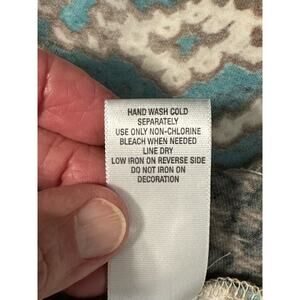 HAND WASH COLD
SEPARATELY
USE ONLY NON-CHLORINE
BLEACH WHEN NEEDED
LINE DRY
LOW IRON ON REVERSE SIDE
DO NOT IRON ON
DECORATION